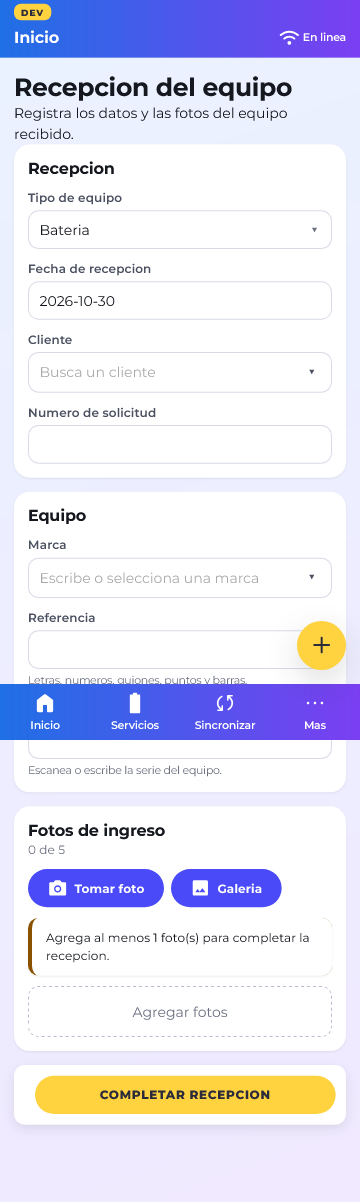 DEV
Inicio
En linea
Recepcion del equipo
Registra los datos y las fotos del equipo
recibido.
Recepcion
Tipo de equipo
Bateria
Fecha de recepcion
2026-10-30
Cliente
Busca un cliente
Numero de solicitud
Equipo
Marca
Escribe o selecciona una marca
Referencia
Letras, numeros, guiones, puntos y barras.
Inicio
Servicios
Sincronizar
Mas
Escanea o escribe la serie del equipo.
Fotos de ingreso
0 de 5
Tomar foto
Galeria
Agrega al menos 1 foto(s) para completar la
recepcion.
Agregar fotos
COMPLETAR RECEPCION